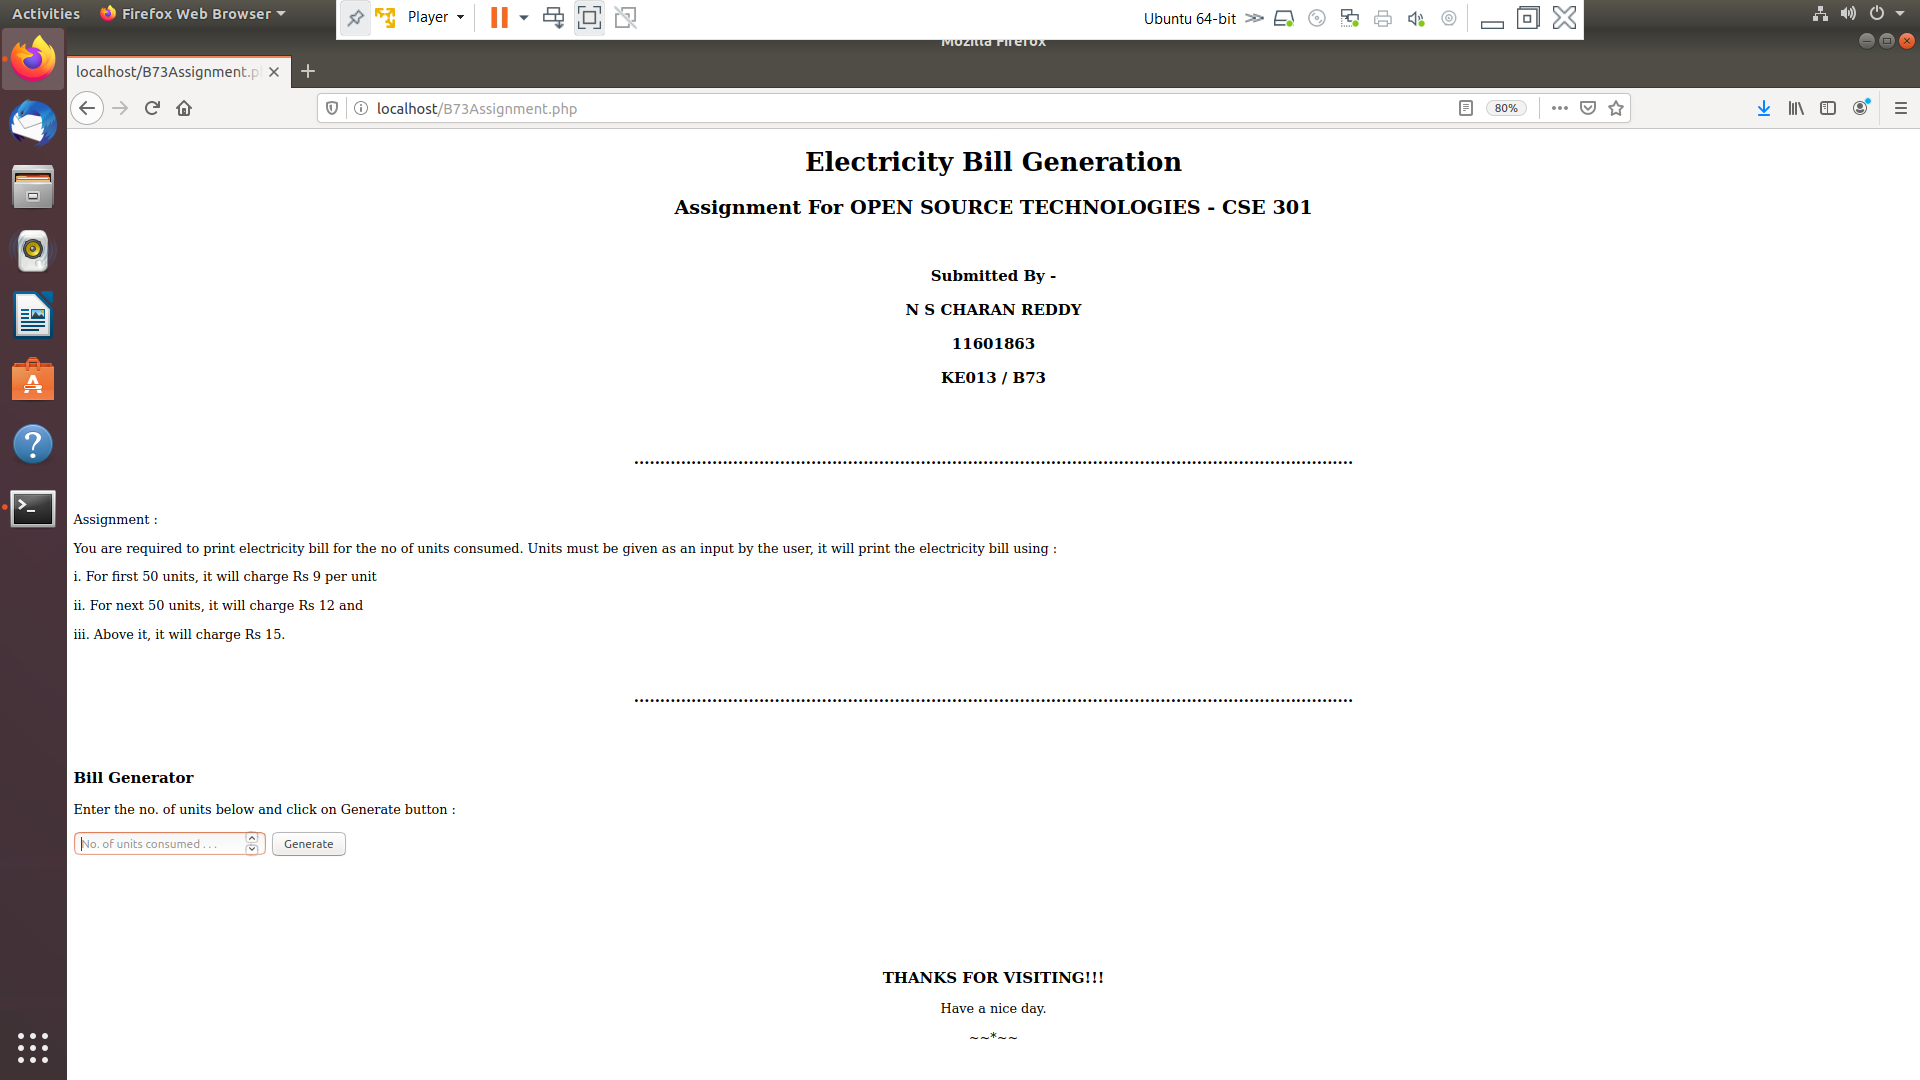 Activities Firefox Web Browser Player Ubuntu 64-bit
Mozilla Firefox
localhost/B73Assignment.p
localhost/B73Assignment.php 80%
Electricity Bill Generation
Assignment For OPEN SOURCE TECHNOLOGIES - CSE 301
Submitted By -
N S CHARAN REDDY
11601863
KE013 / B73
Assignment :
You are required to print electricity bill for the no of units consumed. Units must be given as an input by the user, it will print the electricity bill using :
i. For first 50 units, it will charge Rs 9 per unit
ii. For next 50 units, it will charge Rs 12 and
iii. Above it, it will charge Rs 15.
Bill Generator
Enter the no. of units below and click on Generate button :
No. of units consumed . . . Generate
THANKS FOR VISITING!!!
Have a nice day.
~~*~~